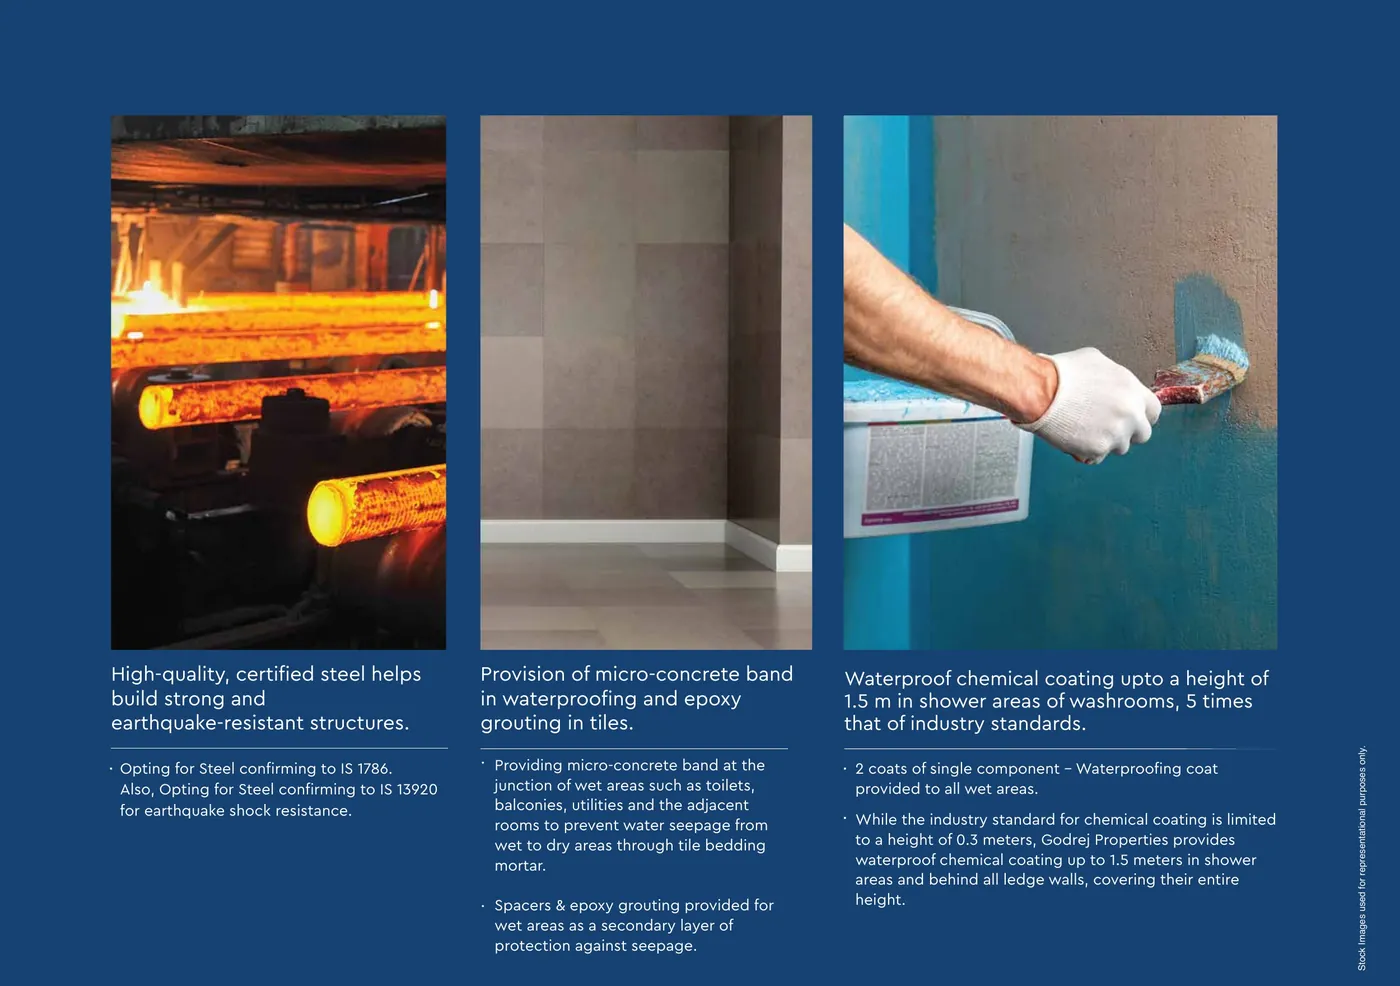 High-quality, certified steel helps
build strong and
earthquake-resistant structures.
· Opting for Steel confirming to IS 1786.
Also, Opting for Steel confirming to IS 13920
for earthquake shock resistance.
Provision of micro-concrete band
in waterproofing and epoxy
grouting in tiles.
· Providing micro-concrete band at the
junction of wet areas such as toilets,
balconies, utilities and the adjacent
rooms to prevent water seepage from
wet to dry areas through tile bedding
mortar.
· Spacers & epoxy grouting provided for
wet areas as a secondary layer of
protection against seepage.
Waterproof chemical coating upto a height of
1.5 m in shower areas of washrooms, 5 times
that of industry standards.
· 2 coats of single component – Waterproofing coat
provided to all wet areas.
· While the industry standard for chemical coating is limited
to a height of 0.3 meters, Godrej Properties provides
waterproof chemical coating up to 1.5 meters in shower
areas and behind all ledge walls, covering their entire
height.
Stock Images used for representational purposes only.